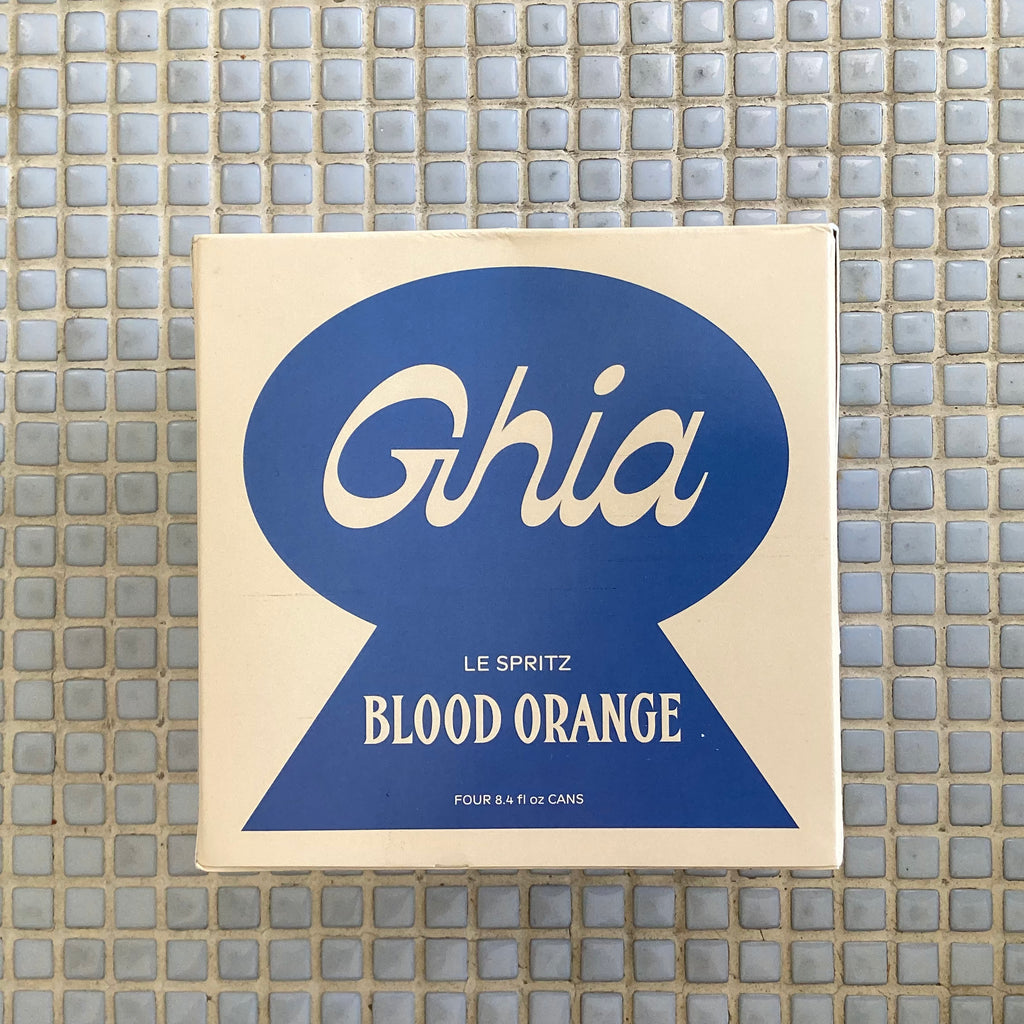 Ghia
LE SPRITZ
BLOOD ORANGE
FOUR 8.4 fl oz CANS